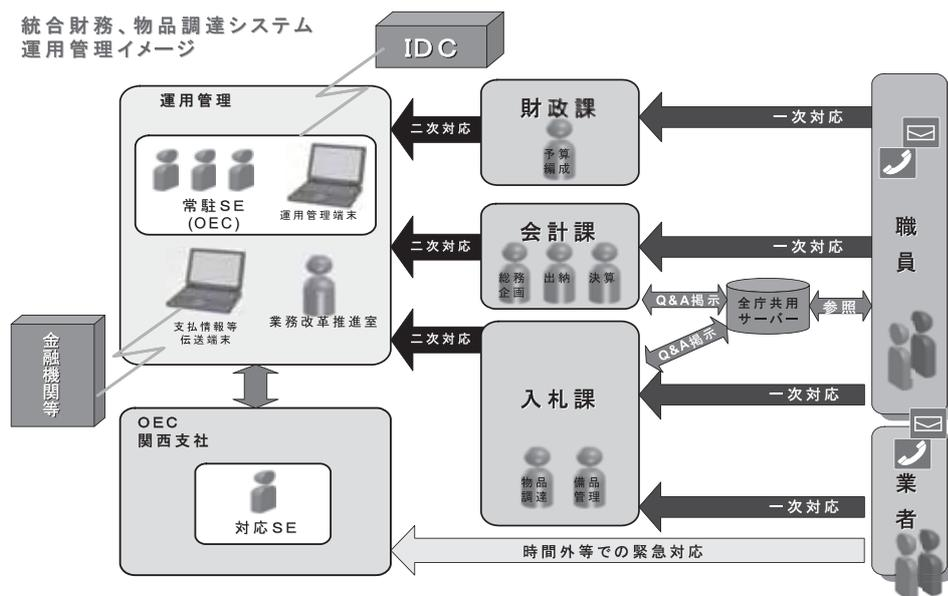 統合財務、物品調達システム
運用管理イメージ
IDC
運用管理
常駐SE
(OEC)
運用管理端末
支払情報等
伝送端末
業務改革推進室
金融機関等
OEC
関西支社
対応SE
二次対応
二次対応
二次対応
財政課
予算
編成
会計課
総務
企画
出納
決算
入札課
物品
調達
備品
管理
一次対応
一次対応
Q&A掲示
Q&A掲示
全庁共用
サーバー
参照
一次対応
一次対応
時間外等での緊急対応
職員
業者